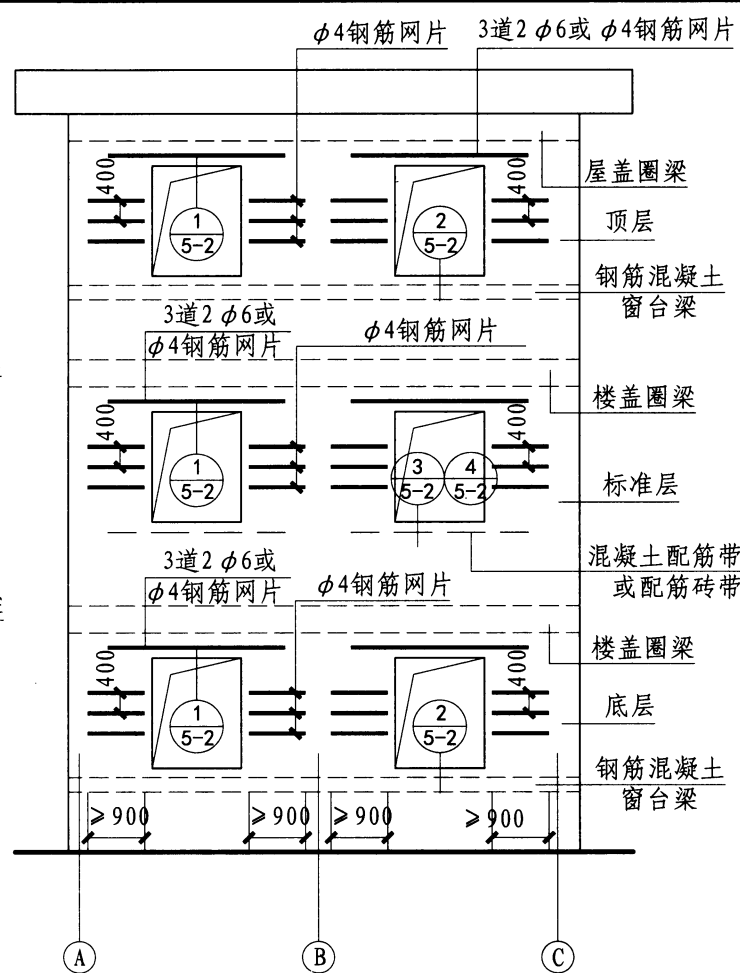 φ4钢筋网片
3道2φ6或φ4钢筋网片
400
400
屋盖圈梁
1
5-2
2
5-2
顶层
钢筋混凝土
窗台梁
3道2φ6或
φ4钢筋网片
φ4钢筋网片
楼盖圈梁
400
400
1
5-2
3
5-2
4
5-2
标准层
混凝土配筋带
或配筋砖带
3道2φ6或
φ4钢筋网片
φ4钢筋网片
楼盖圈梁
400
400
1
5-2
2
5-2
底层
钢筋混凝土
窗台梁
≥900
≥900
≥900
≥900
A
B
C